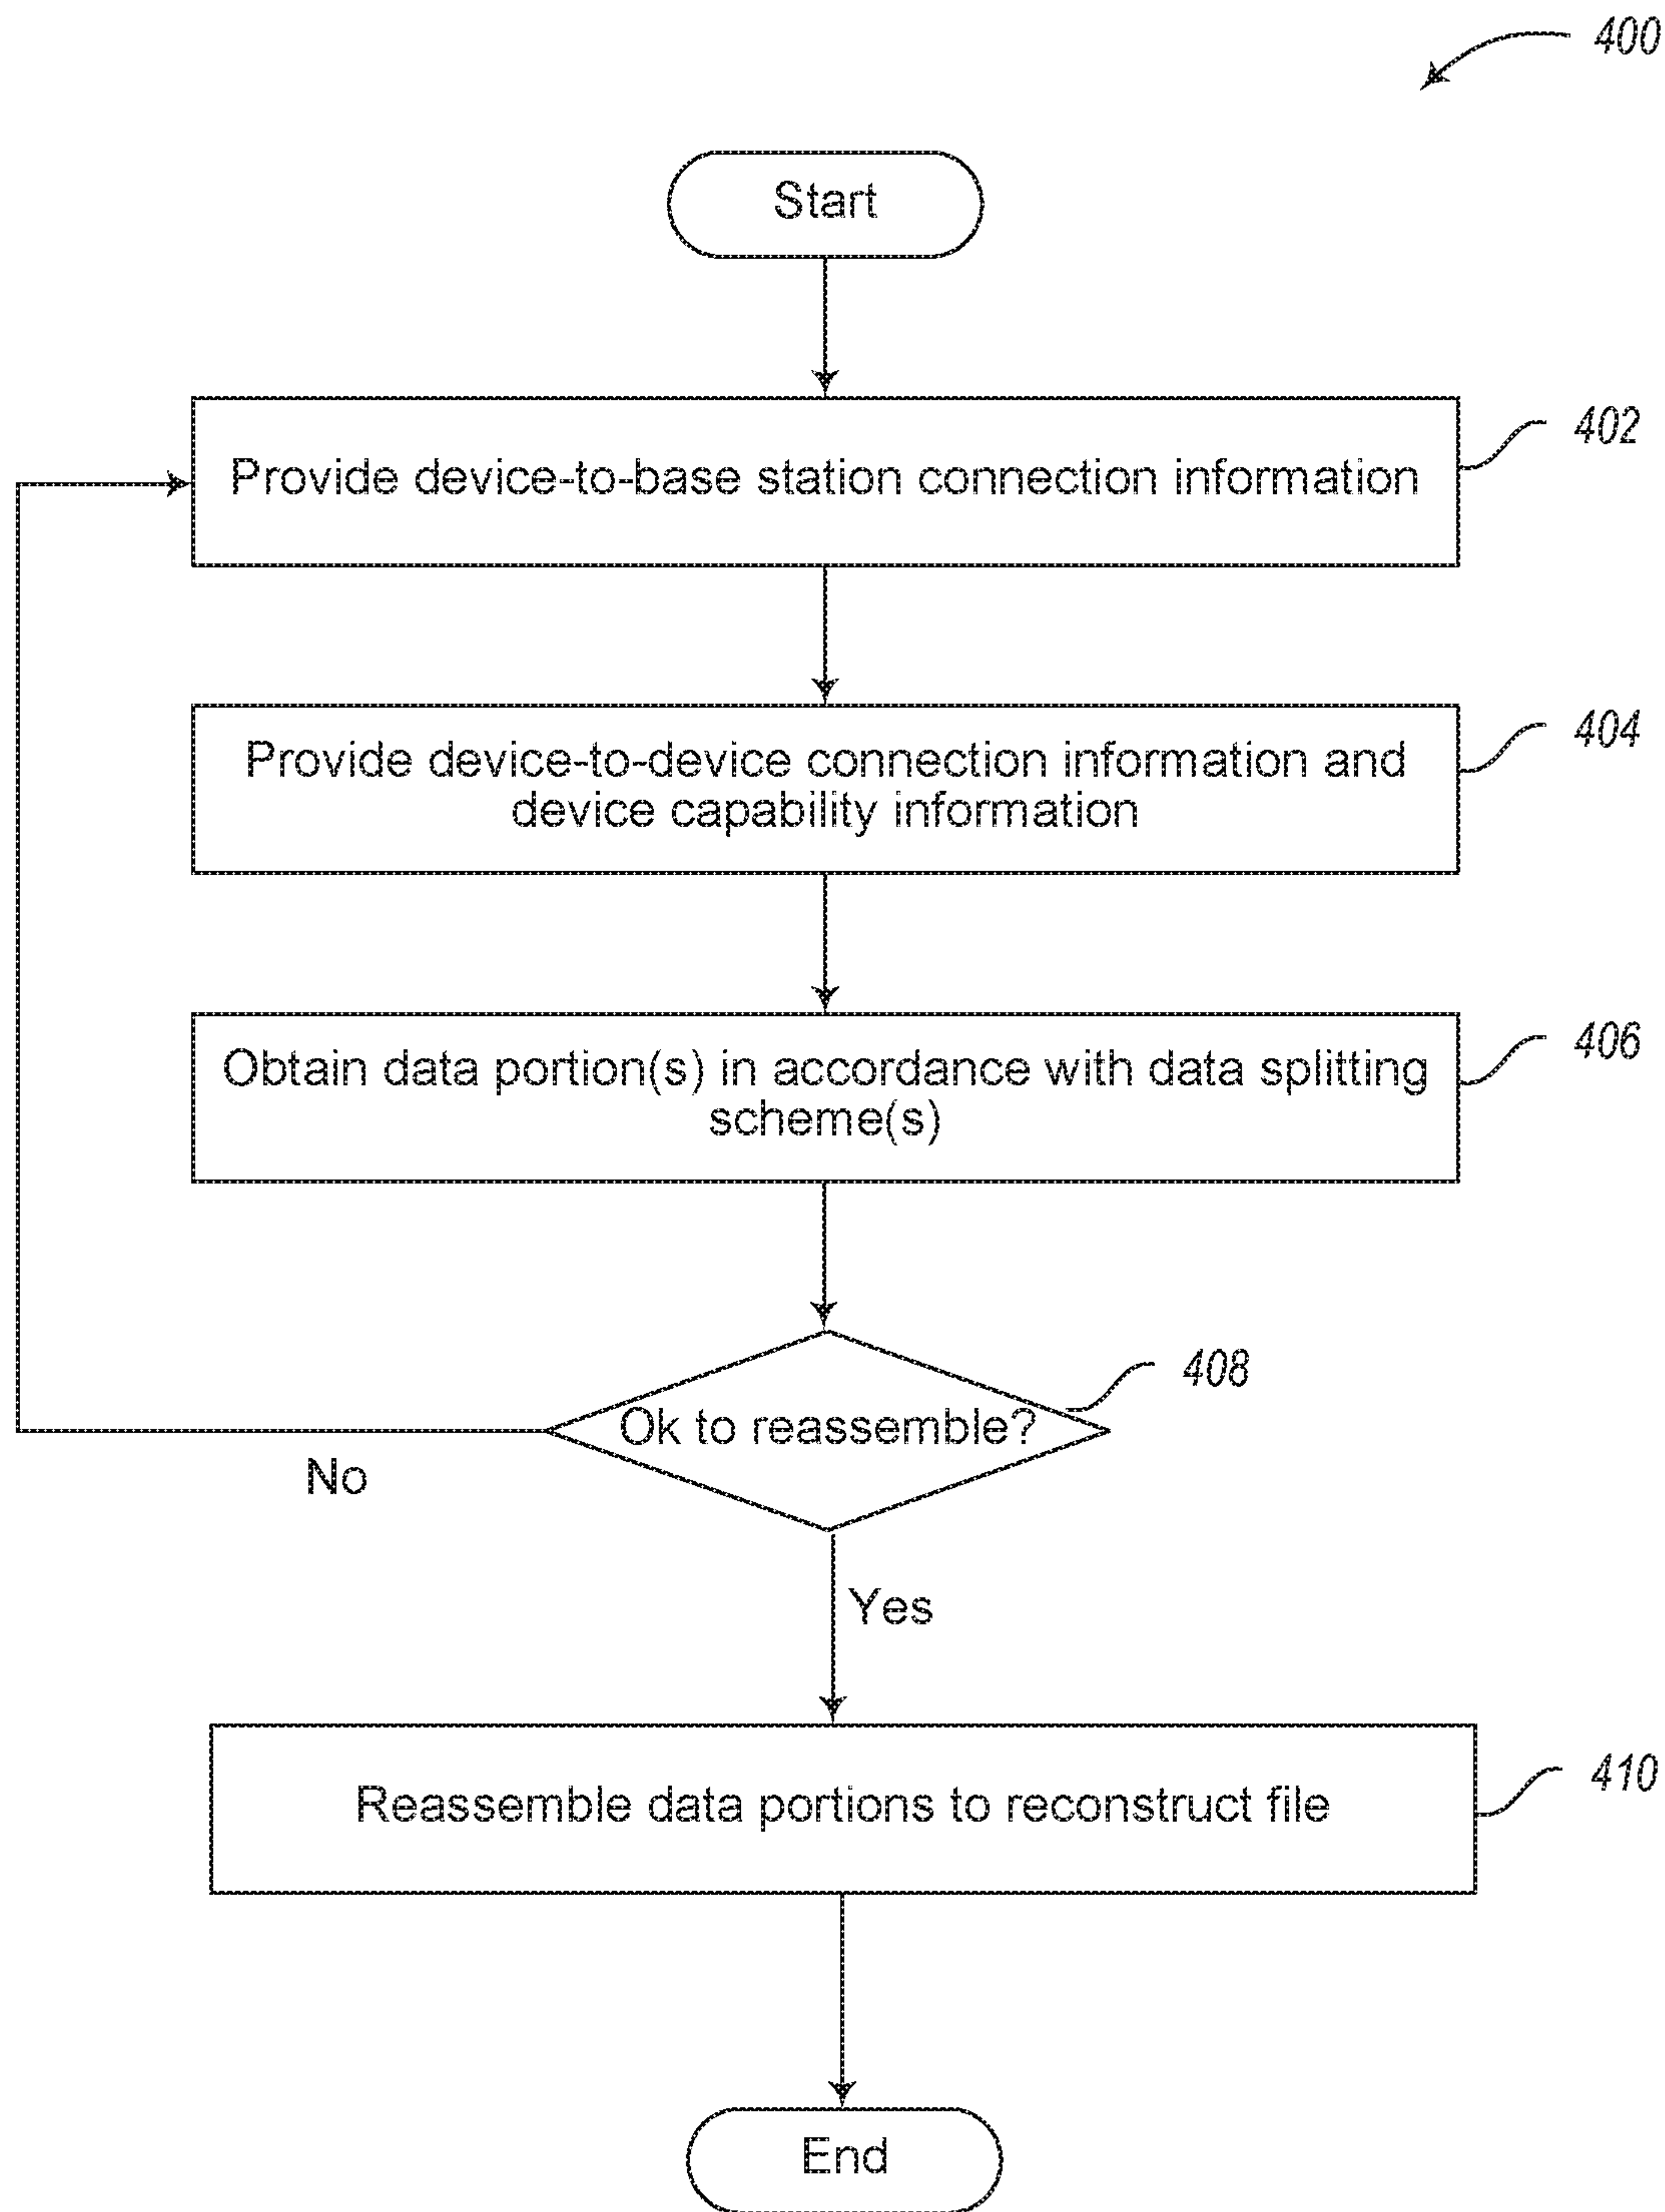 400
Start
Provide device-to-base station connection information
402
Provide device-to-device connection information and
device capability information
404
Obtain data portion(s) in accordance with data splitting
scheme(s)
406
Ok to reassemble?
408
No
Yes
Reassemble data portions to reconstruct file
410
End